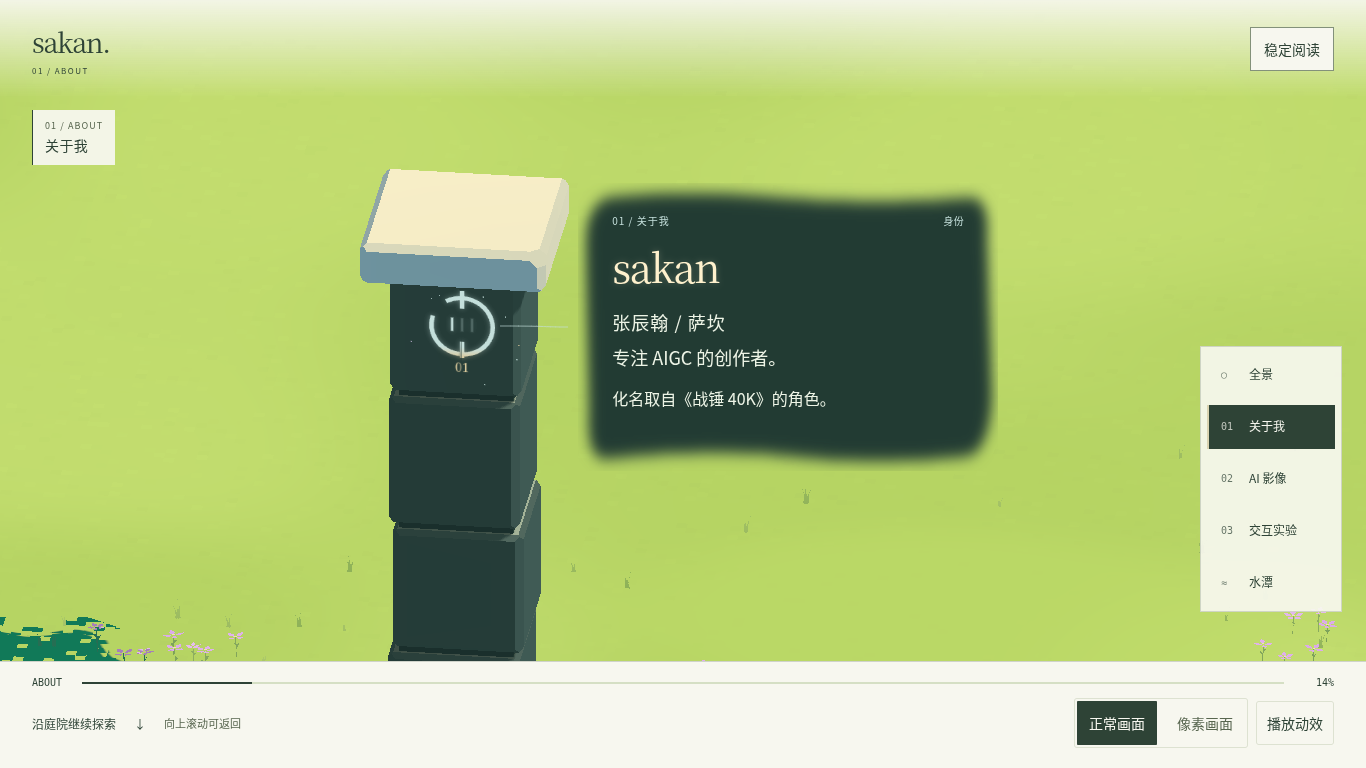 sakan.
01 / ABOUT
稳定阅读
01 / ABOUT
关于我
01
01 / 关于我
身份
sakan
张辰翰 / 萨坎
专注 AIGC 的创作者。
化名取自《战锤 40K》的角色。
○ 全景
01 关于我
02 AI 影像
03 交互实验
≈ 水潭
ABOUT
14%
沿庭院继续探索 ↓ 向上滚动可返回
正常画面
像素画面
播放动效